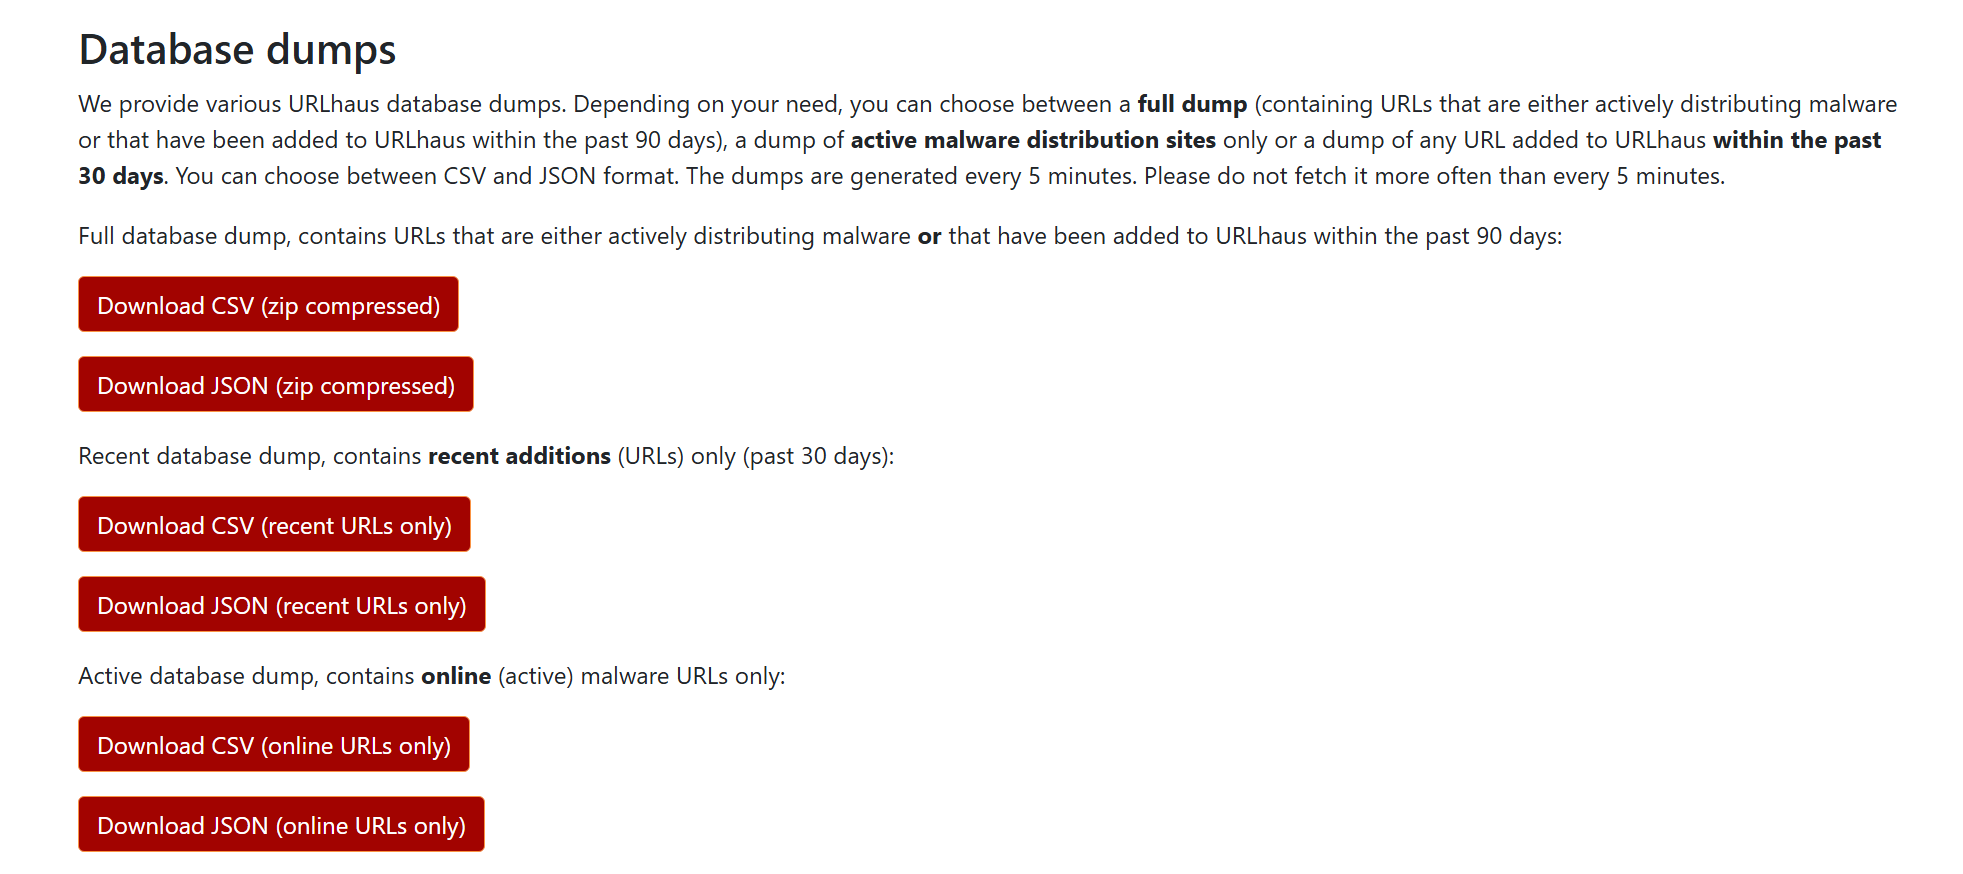 Database dumps
We provide various URLhaus database dumps. Depending on your need, you can choose between a full dump (containing URLs that are either actively distributing malware
or that have been added to URLhaus within the past 90 days), a dump of active malware distribution sites only or a dump of any URL added to URLhaus within the past
30 days. You can choose between CSV and JSON format. The dumps are generated every 5 minutes. Please do not fetch it more often than every 5 minutes.
Full database dump, contains URLs that are either actively distributing malware or that have been added to URLhaus within the past 90 days:
Download CSV (zip compressed)
Download JSON (zip compressed)
Recent database dump, contains recent additions (URLs) only (past 30 days):
Download CSV (recent URLs only)
Download JSON (recent URLs only)
Active database dump, contains online (active) malware URLs only:
Download CSV (online URLs only)
Download JSON (online URLs only)